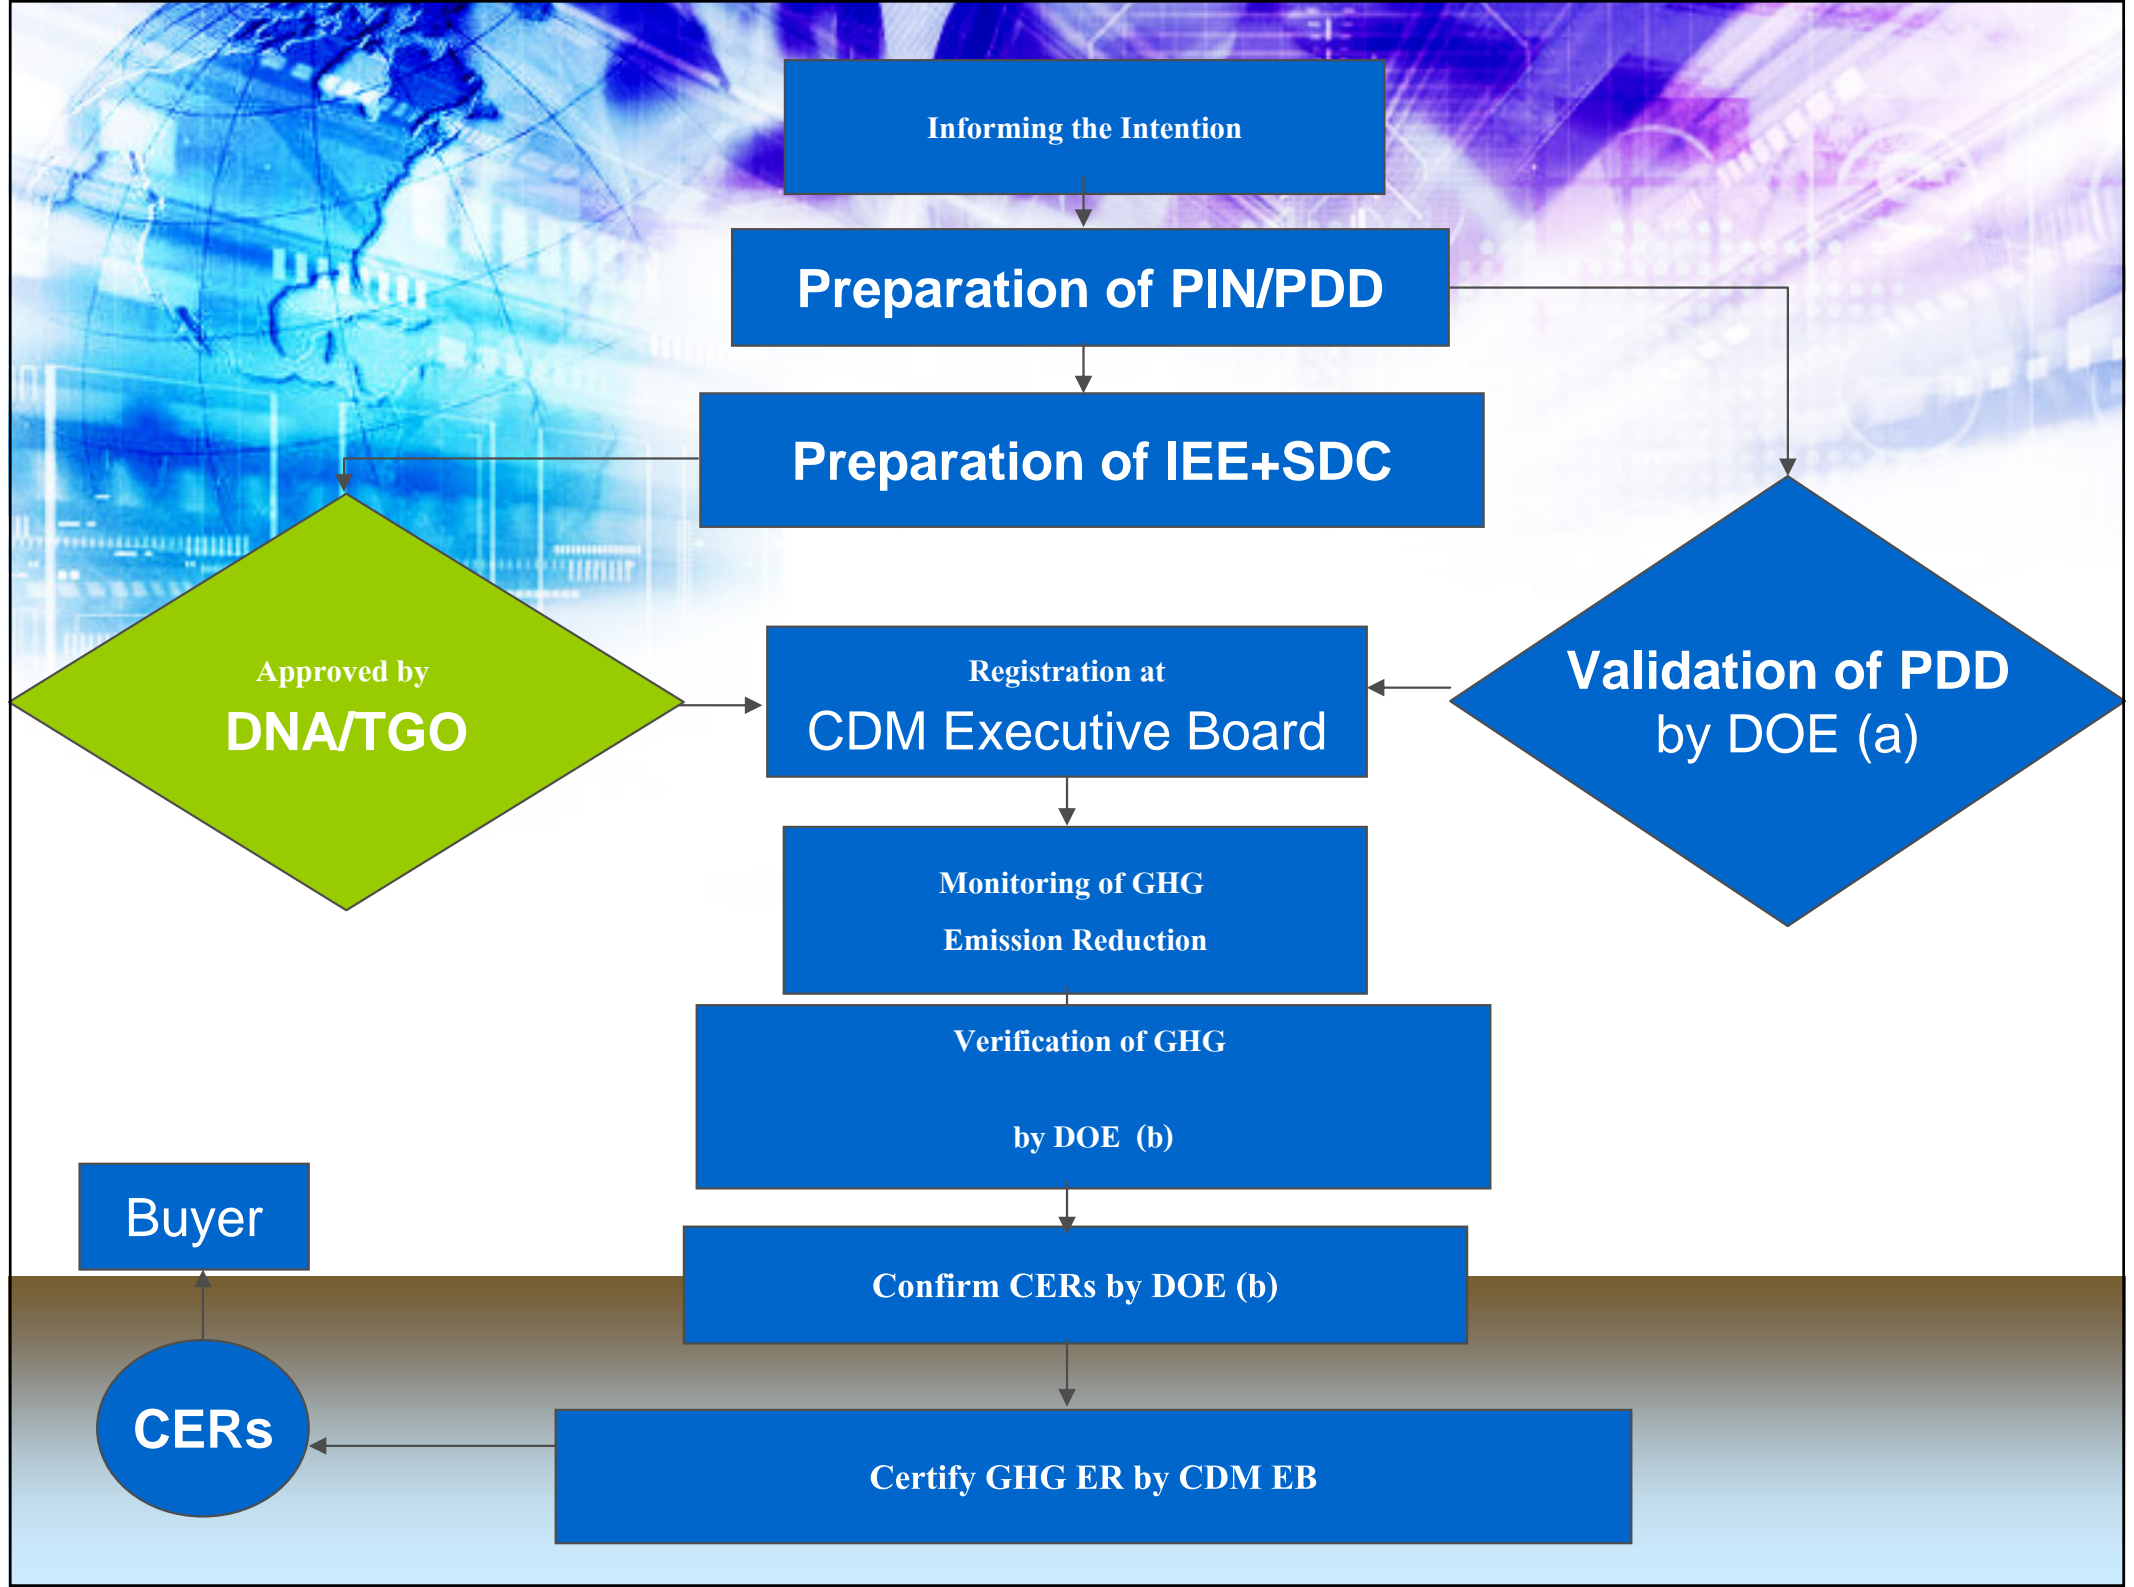 Informing the Intention
Preparation of PIN/PDD
Preparation of IEE+SDC
Approved by
DNA/TGO
Registration at
CDM Executive Board
Validation of PDD
by DOE (a)
Monitoring of GHG
Emission Reduction
Verification of GHG
by DOE (b)
Confirm CERs by DOE (b)
Certify GHG ER by CDM EB
CERs
Buyer